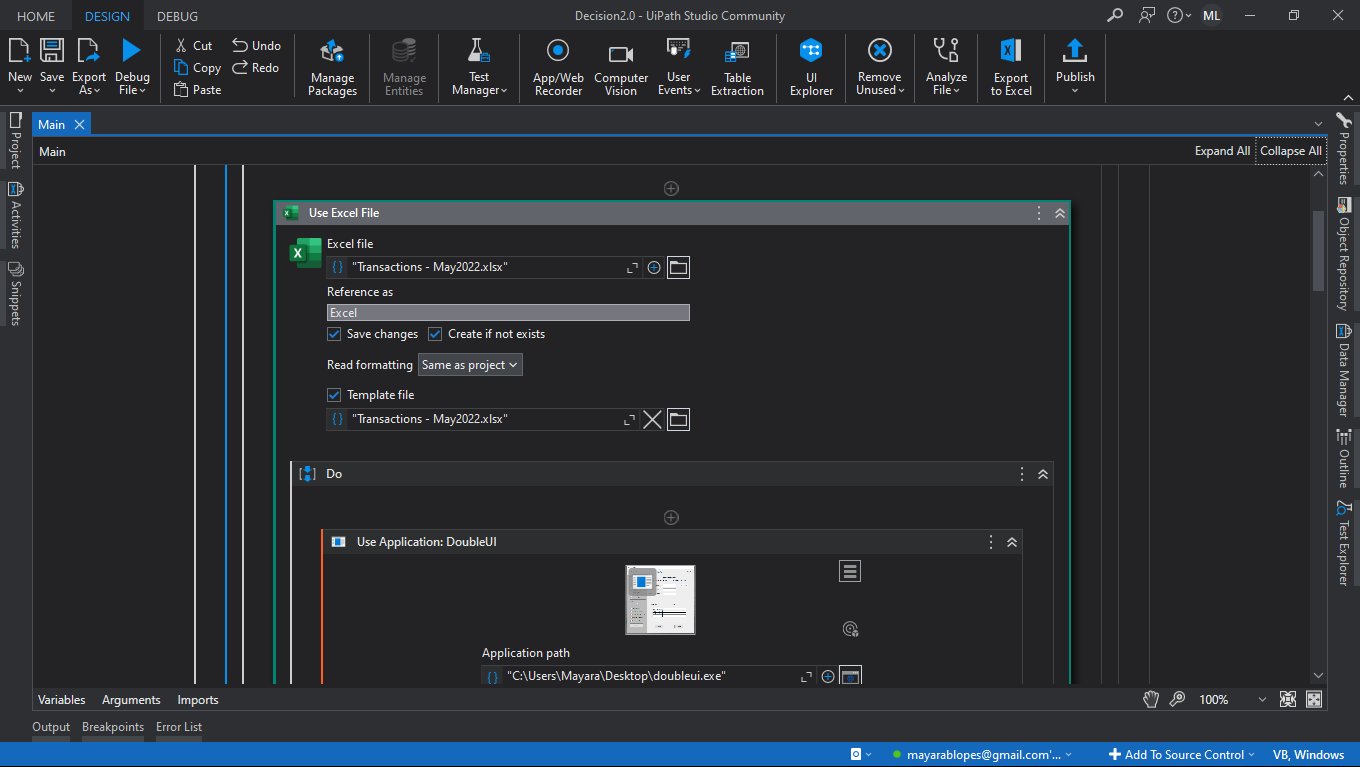 HOME DESIGN DEBUG Decision2.0 - UiPath Studio Community ML
New Save Export As Debug File Cut Copy Paste Undo Redo Manage Packages Manage Entities Test Manager App/Web Recorder Computer Vision User Events Table Extraction UI Explorer Remove Unused Analyze File Export to Excel Publish
Main
Main Expand All Collapse All
Project
Activities
Snippets
Use Excel File
Excel file
"Transactions - May2022.xlsx"
Reference as
Excel
Save changes Create if not exists
Read formatting Same as project
Template file
"Transactions - May2022.xlsx"
Do
Use Application: DoubleUI
Application path
"C:\Users\Mayara\Desktop\doubleui.exe"
Properties
Object Repository
Data Manager
Outline
Test Explorer
Variables Arguments Imports 100%
Output Breakpoints Error List
mayarablopes@gmail.com'... Add To Source Control VB, Windows